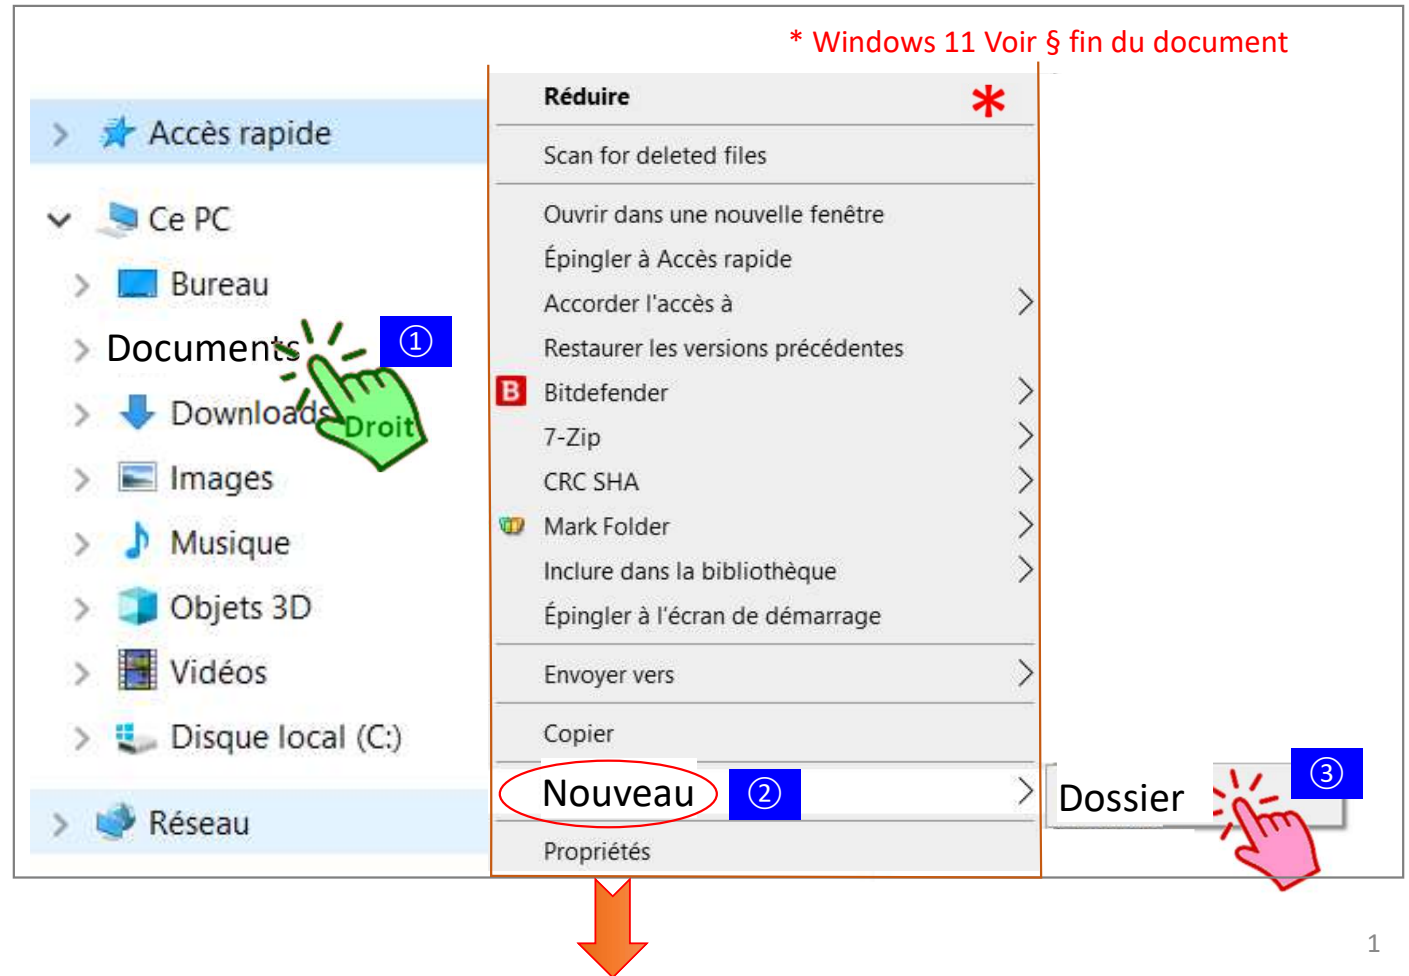 * Windows 11 Voir § fin du document
Accès rapide
Ce PC
Bureau
Documents
①
Droit
Downloads
Images
Musique
Objets 3D
Vidéos
Disque local (C:)
Réseau
Réduire
*
Scan for deleted files
Ouvrir dans une nouvelle fenêtre
Épingler à Accès rapide
Accorder l'accès à
Restaurer les versions précédentes
B Bitdefender
7-Zip
CRC SHA
Mark Folder
Inclure dans la bibliothèque
Épingler à l'écran de démarrage
Envoyer vers
Copier
Nouveau ②
Propriétés
Dossier ③
1